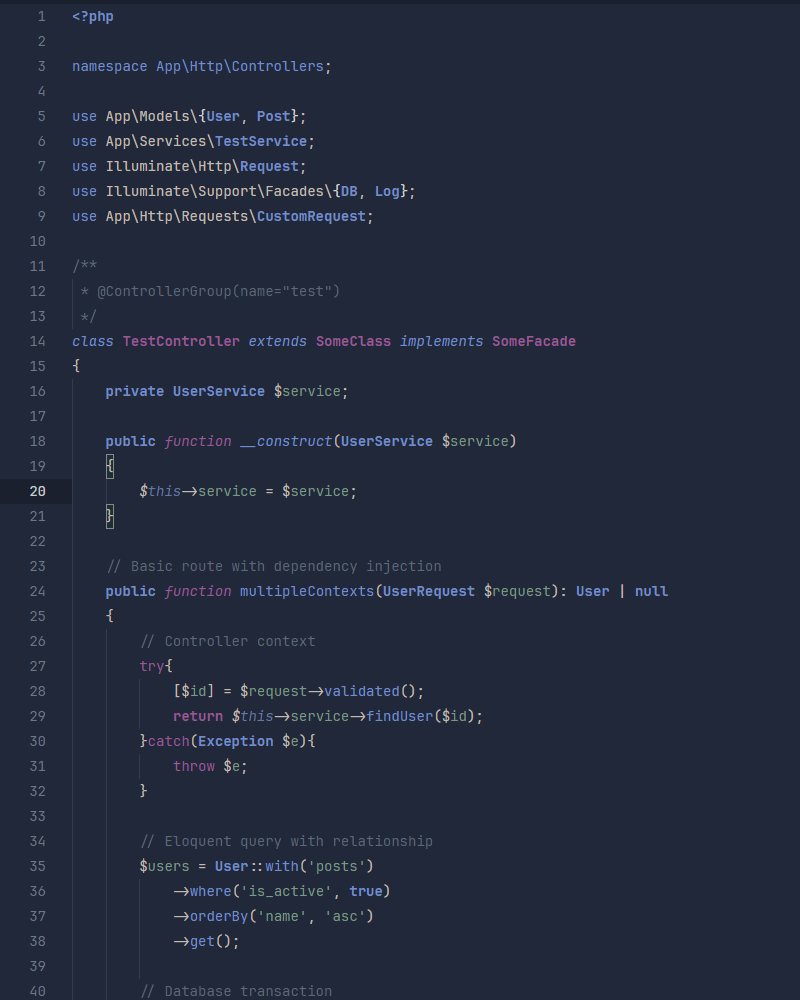 1 <?php
2
3 namespace App\Http\Controllers;
4
5 use App\Models\{User, Post};
6 use App\Services\TestService;
7 use Illuminate\Http\Request;
8 use Illuminate\Support\Facades\{DB, Log};
9 use App\Http\Requests\CustomRequest;
10
11 /**
12  * @ControllerGroup(name="test")
13  */
14 class TestController extends SomeClass implements SomeFacade
15 {
16     private UserService $service;
17
18     public function __construct(UserService $service)
19     {
20         $this->service = $service;
21     }
22
23     // Basic route with dependency injection
24     public function multipleContexts(UserRequest $request): User | null
25     {
26         // Controller context
27         try{
28             [$id] = $request->validated();
29             return $this->service->findUser($id);
30         }catch(Exception $e){
31             throw $e;
32         }
33
34         // Eloquent query with relationship
35         $users = User::with('posts')
36             ->where('is_active', true)
37             ->orderBy('name', 'asc')
38             ->get();
39
40         // Database transaction